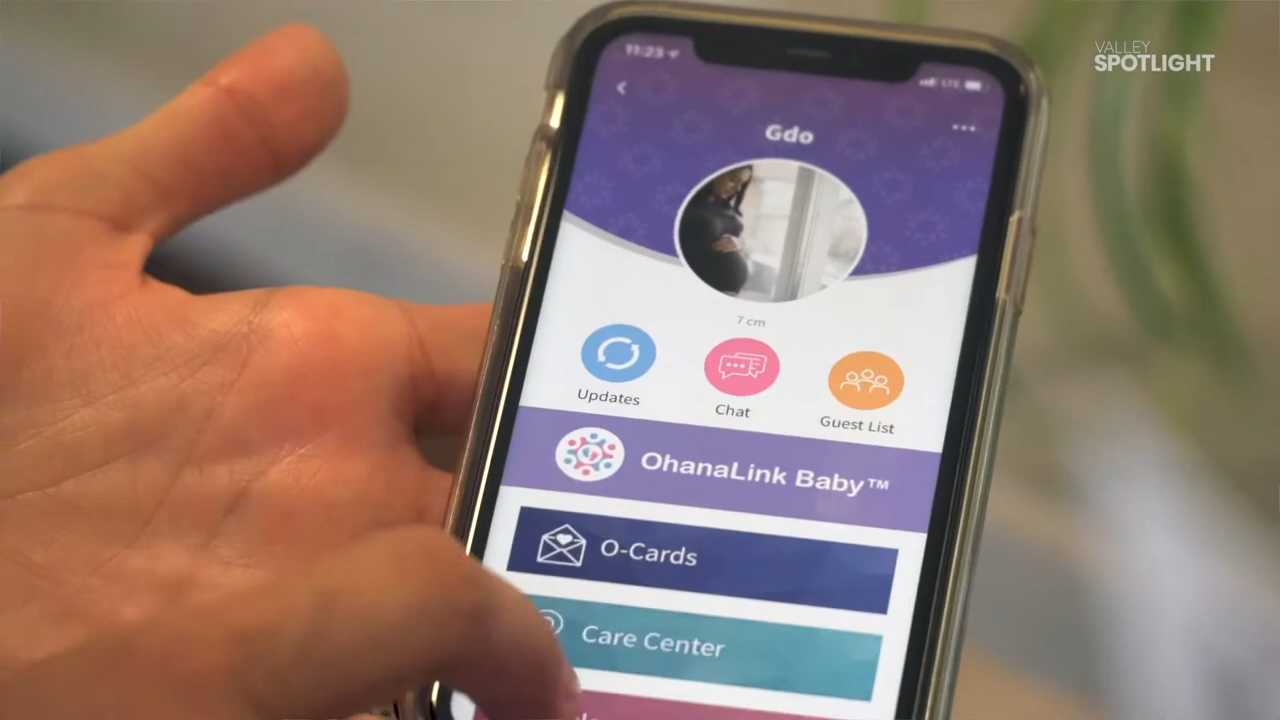 VALLEY
SPOTLIGHT
11:23
LTE
Gdo
7 cm
Updates
Chat
Guest List
OhanaLink Baby™
O-Cards
Care Center